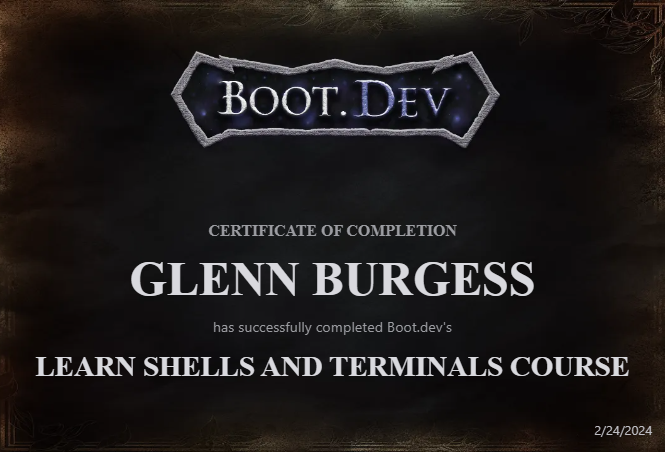 BOOT.DEV
CERTIFICATE OF COMPLETION
GLENN BURGESS
has successfully completed Boot.dev's
LEARN SHELLS AND TERMINALS COURSE
2/24/2024